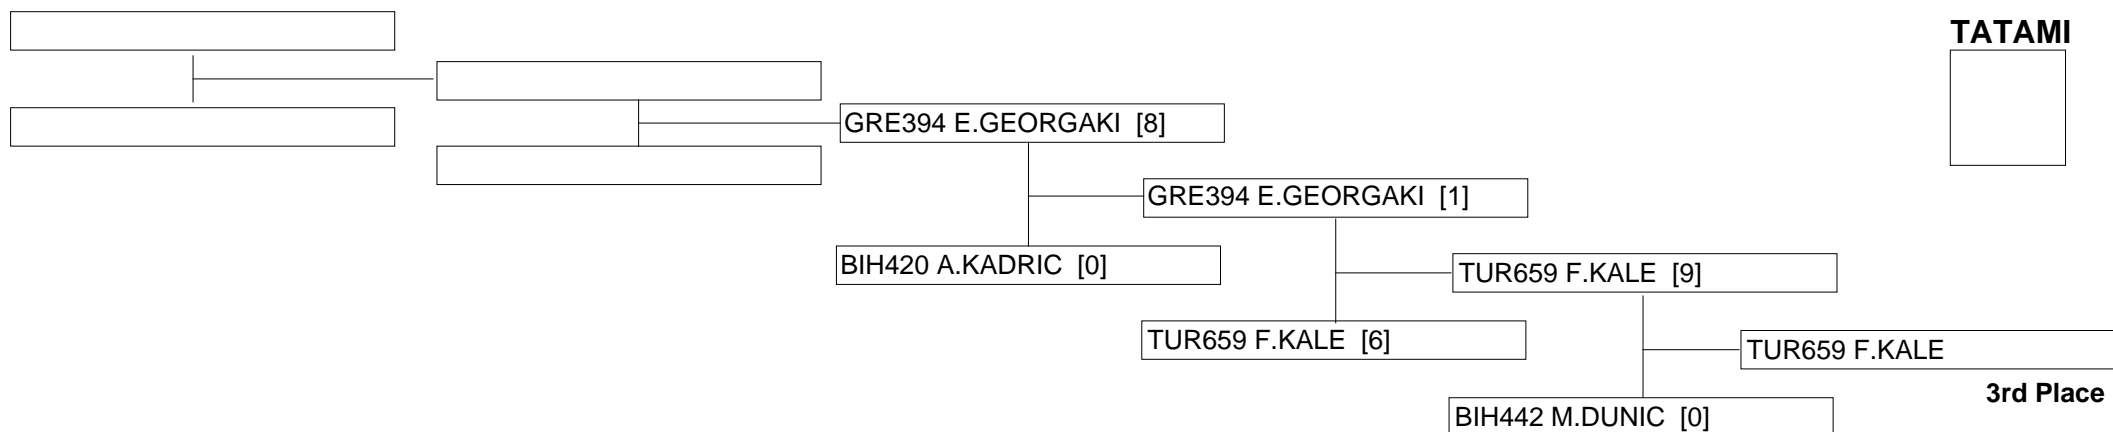 TATAMI
GRE394 E.GEORGAKI [8]
GRE394 E.GEORGAKI [1]
BIH420 A.KADRIC [0]
TUR659 F.KALE [9]
TUR659 F.KALE [6]
TUR659 F.KALE
3rd Place
BIH442 M.DUNIC [0]